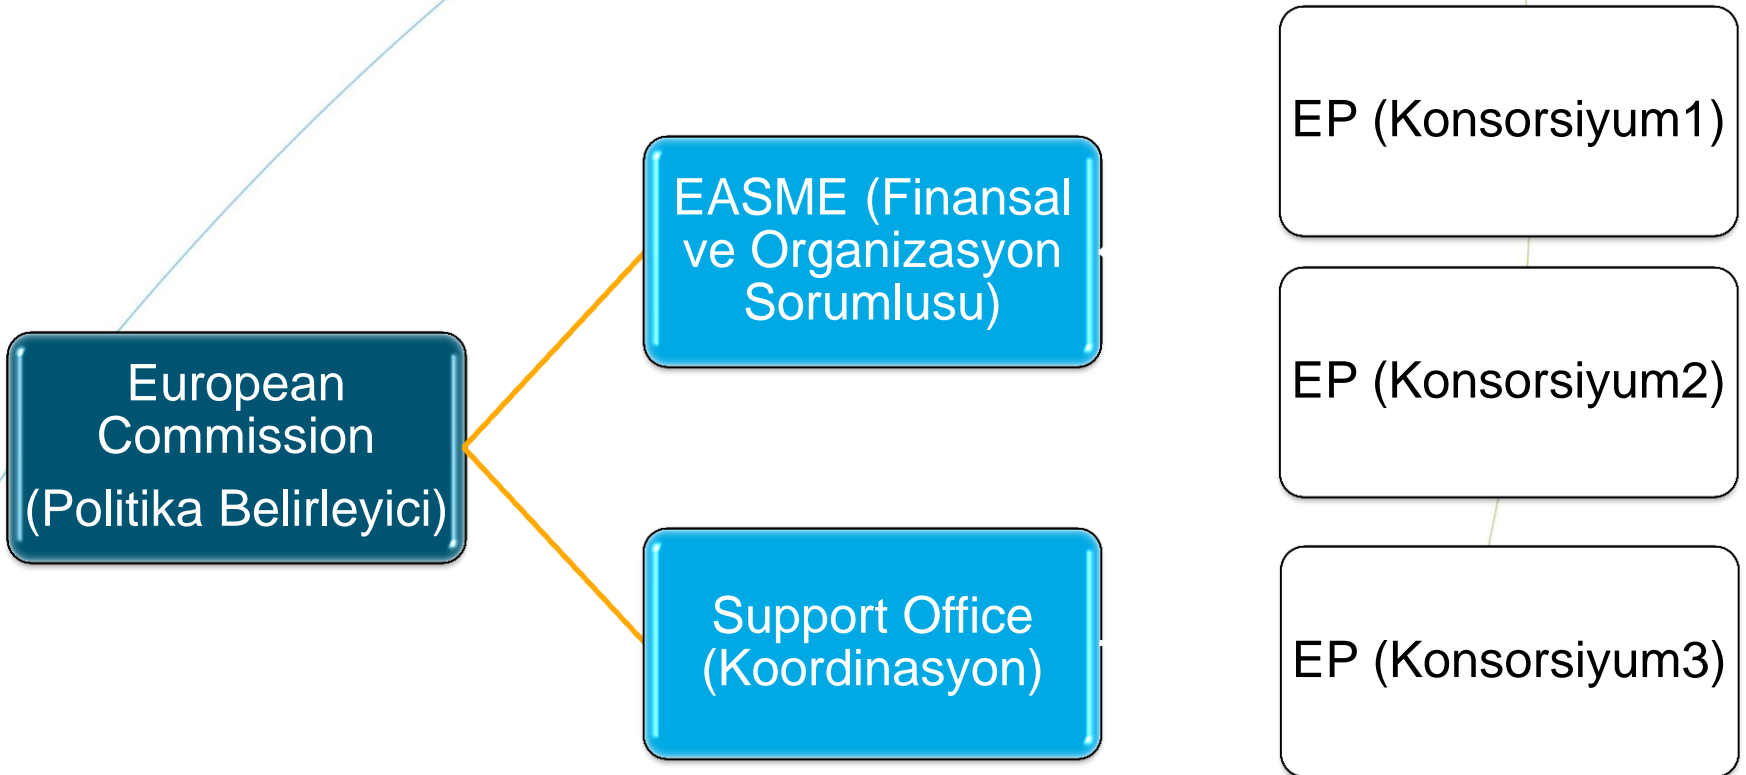 European
Commission
(Politika Belirleyici)
EASME (Finansal
ve Organizasyon
Sorumlusu)
Support Office
(Koordinasyon)
EP (Konsorsiyum1)
EP (Konsorsiyum2)
EP (Konsorsiyum3)